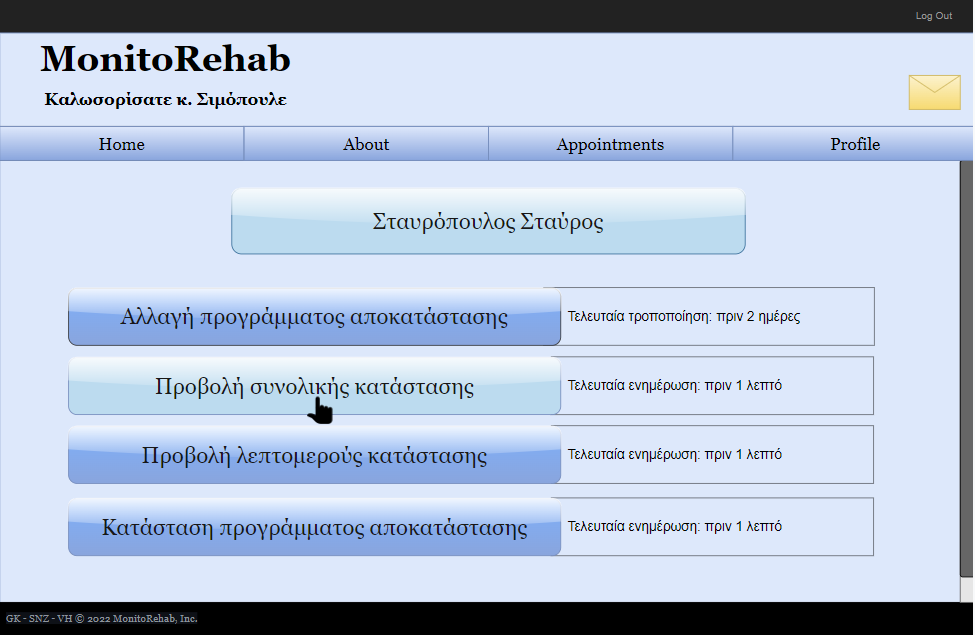 Log Out
MonitoRehab
Καλωσορίσατε κ. Σιμόπουλε
Home
About
Appointments
Profile
Σταυρόπουλος Σταύρος
Αλλαγή προγράμματος αποκατάστασης
Τελευταία τροποποίηση: πριν 2 ημέρες
Προβολή συνολικής κατάστασης
Τελευταία ενημέρωση: πριν 1 λεπτό
Προβολή λεπτομερούς κατάστασης
Τελευταία ενημέρωση: πριν 1 λεπτό
Κατάσταση προγράμματος αποκατάστασης
Τελευταία ενημέρωση: πριν 1 λεπτό
GK - SNZ - VH © 2022 MonitoRehab, Inc.